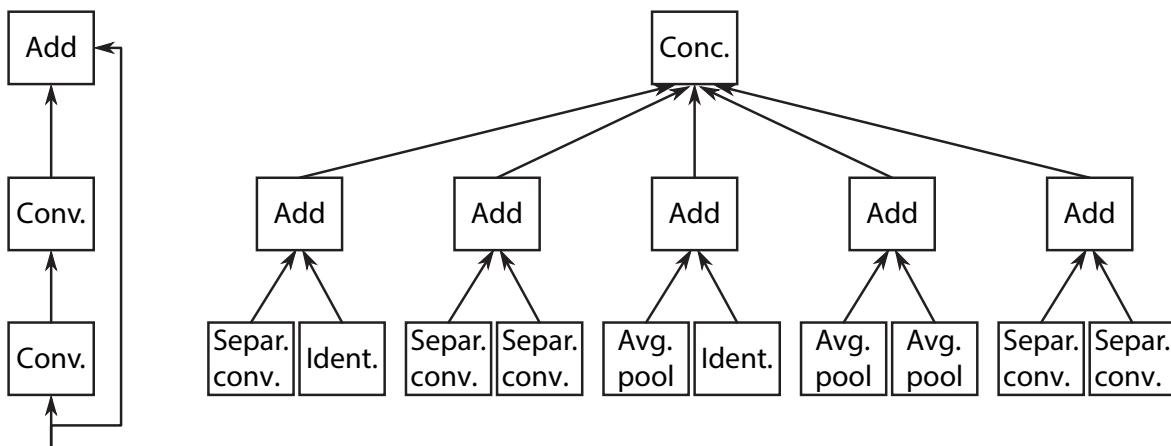 Add
Conv.
Conv.
Conc.
Add
Add
Add
Add
Add
Separ.
conv.
Ident.
Separ.
conv.
Separ.
conv.
Avg.
pool
Ident.
Avg.
pool
Avg.
pool
Separ.
conv.
Separ.
conv.